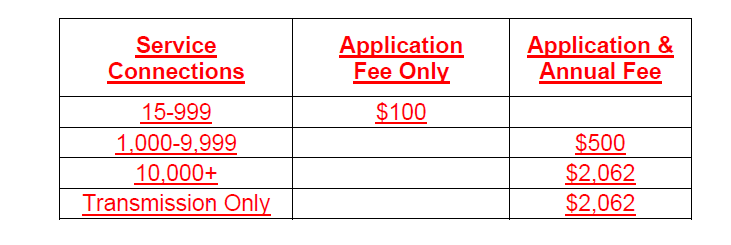 Service Connections Application Fee Only Application & Annual Fee
15-999 $100
1,000-9,999 $500
10,000+ $2,062
Transmission Only $2,062